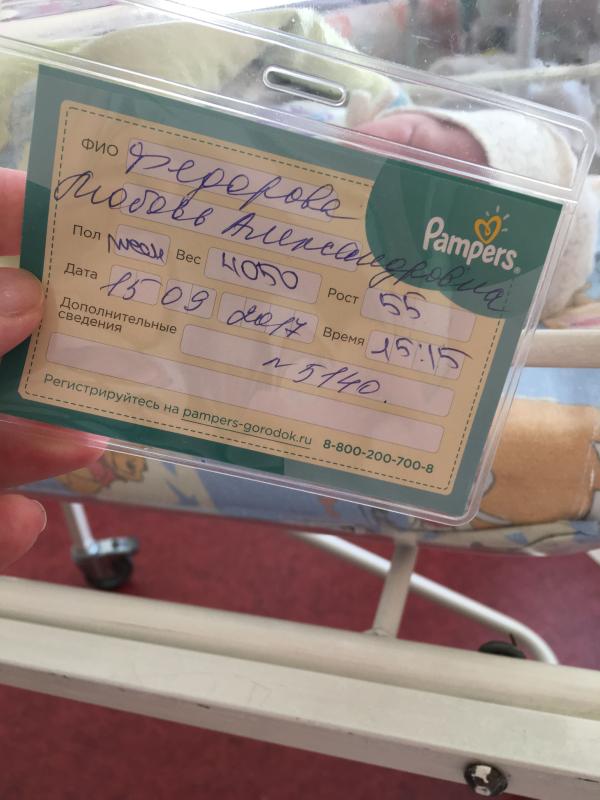 ФИО Федорова
Любовь Александровна
Pampers
Пол жен Вес 4050 Рост 55
Дата 15 09 2017 Время 15:15
Дополнительные
сведения
n 5140.
Регистрируйтесь на pampers-gorodok.ru 8-800-200-700-8